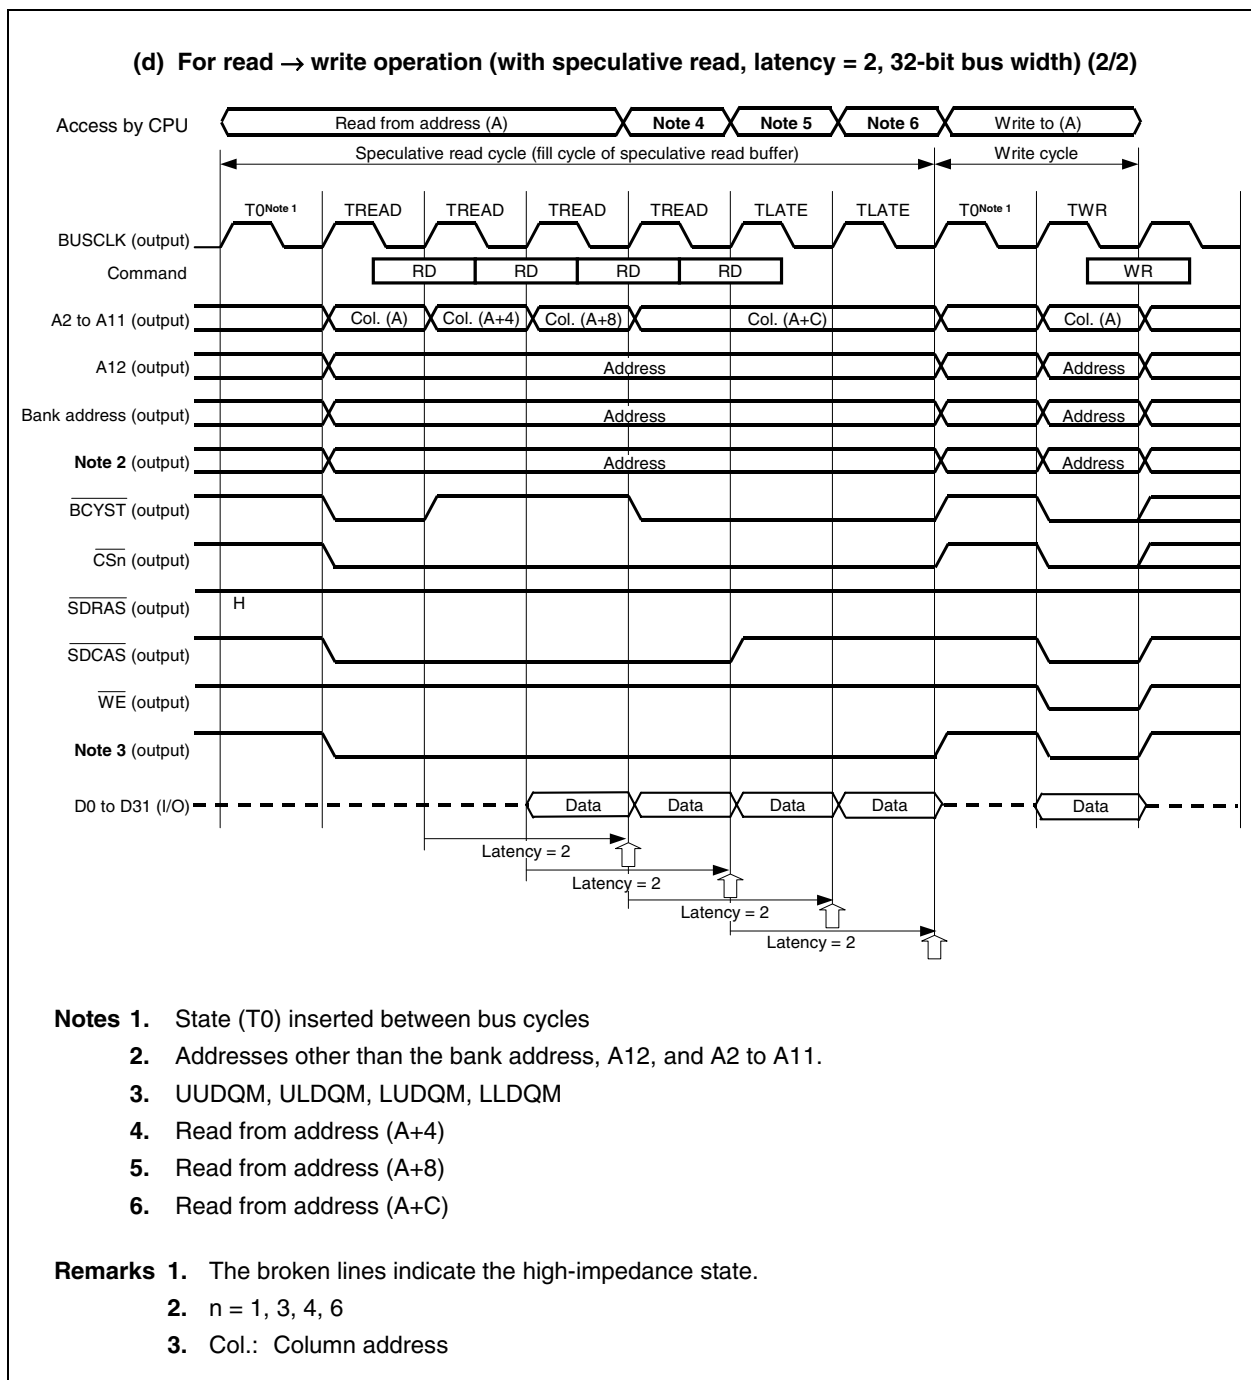 (d) For read → write operation (with speculative read, latency = 2, 32-bit bus width) (2/2)
Access by CPU Read from address (A) Note 4 Note 5 Note 6 Write to (A)
Speculative read cycle (fill cycle of speculative read buffer) Write cycle
T0Note 1 TREAD TREAD TREAD TREAD TLATE TLATE T0Note 1 TWR
BUSCLK (output)
Command RD RD RD RD WR
A2 to A11 (output) Col. (A) Col. (A+4) Col. (A+8) Col. (A+C) Col. (A)
A12 (output) Address Address
Bank address (output) Address Address
Note 2 (output) Address Address
BCYST (output)
CSn (output)
SDRAS (output) H
SDCAS (output)
WE (output)
Note 3 (output)
D0 to D31 (I/O) Data Data Data Data Data
Latency = 2
Latency = 2
Latency = 2
Latency = 2
Notes 1. State (T0) inserted between bus cycles
2. Addresses other than the bank address, A12, and A2 to A11.
3. UUDQM, ULDQM, LUDQM, LLDQM
4. Read from address (A+4)
5. Read from address (A+8)
6. Read from address (A+C)
Remarks 1. The broken lines indicate the high-impedance state.
2. n = 1, 3, 4, 6
3. Col.: Column address